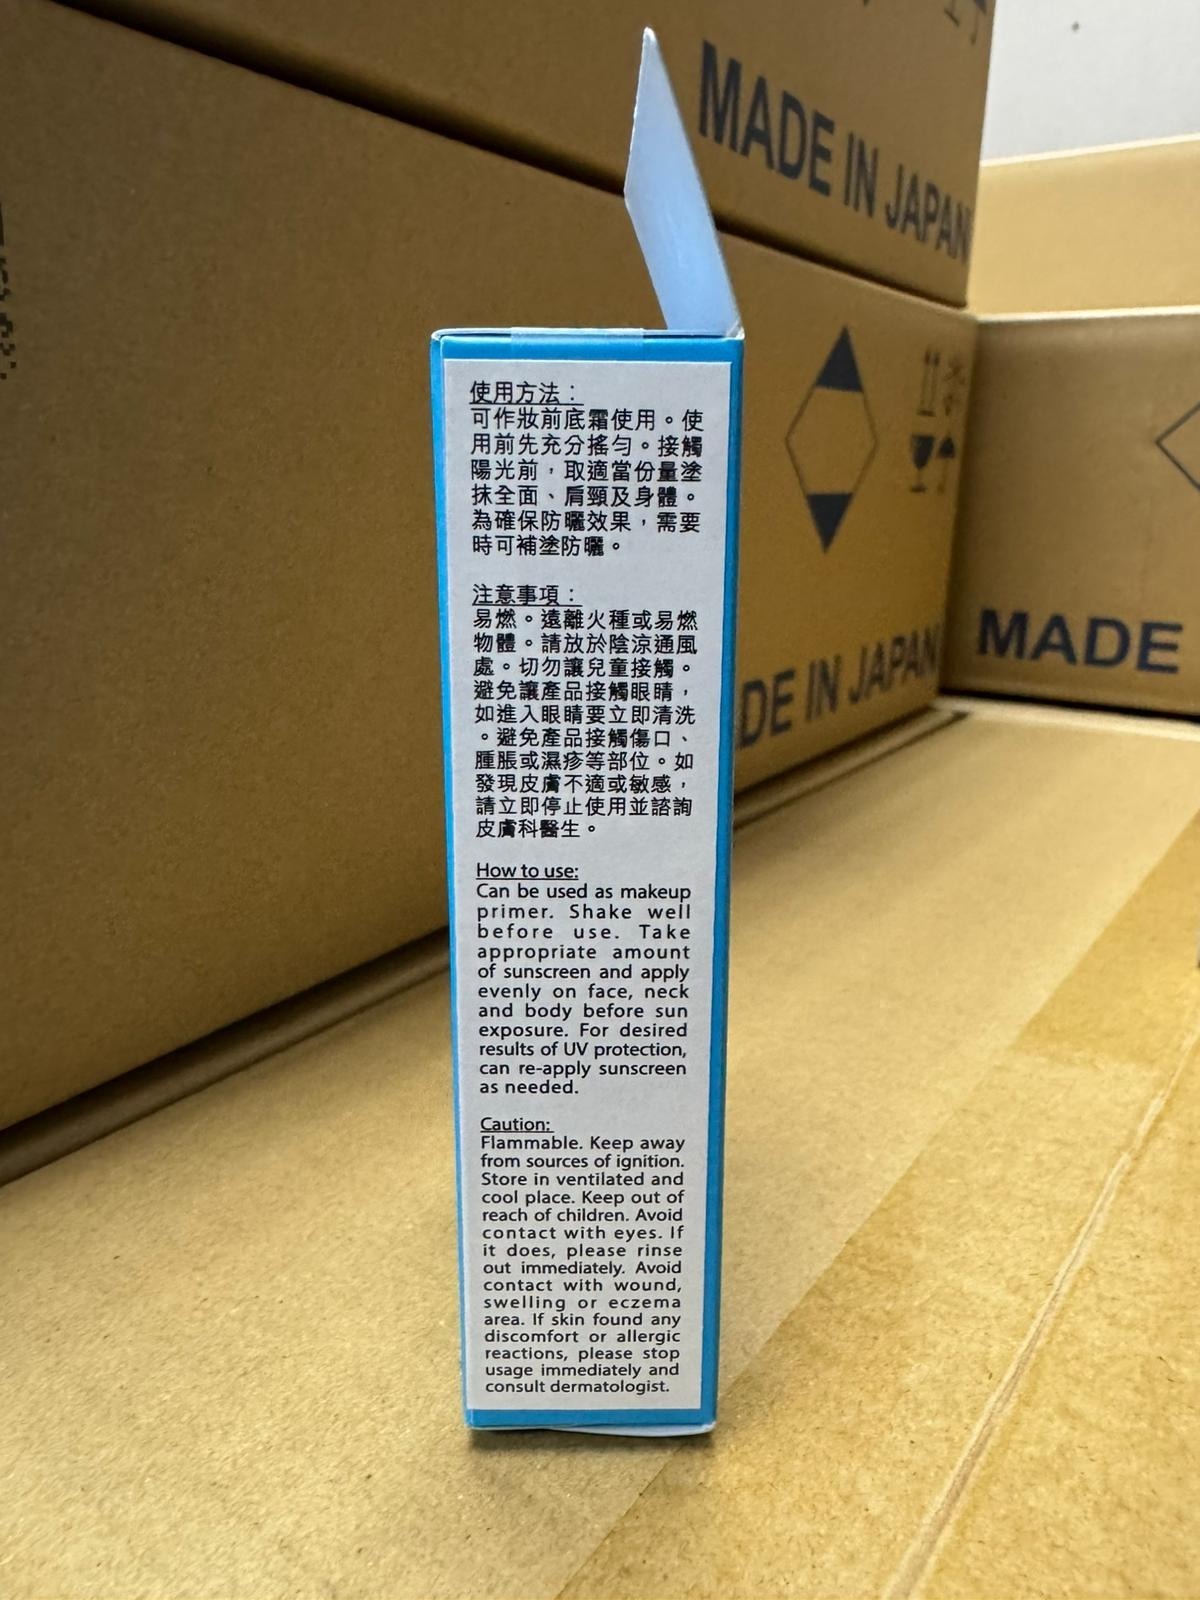 MADE IN JAPAN
使用方法：
可作妝前底霜使用。使
用前先充分搖勻。接觸
陽光前，取適當份量塗
抹全面、肩頸及身體。
為確保防曬效果，需要
時可補塗防曬。
注意事項：
易燃。遠離火種或易燃
物體。請放於陰涼通風
處。切勿讓兒童接觸。
避免讓產品接觸眼睛，
如進入眼睛要立即清洗
。避免產品接觸傷口、
腫脹或濕疹等部位。如
發現皮膚不適或敏感，
請立即停止使用並諮詢
皮膚科醫生。
How to use:
Can be used as makeup
primer. Shake well
before use. Take
appropriate amount
of sunscreen and apply
evenly on face, neck
and body before sun
exposure. For desired
results of UV protection,
can re-apply sunscreen
as needed.
Caution:
Flammable. Keep away
from sources of ignition.
Store in ventilated and
cool place. Keep out of
reach of children. Avoid
contact with eyes. If
it does, please rinse
out immediately. Avoid
contact with wound,
swelling or eczema
area. If skin found any
discomfort or allergic
reactions, please stop
usage immediately and
consult dermatologist.
DE IN JAPAN
MADE